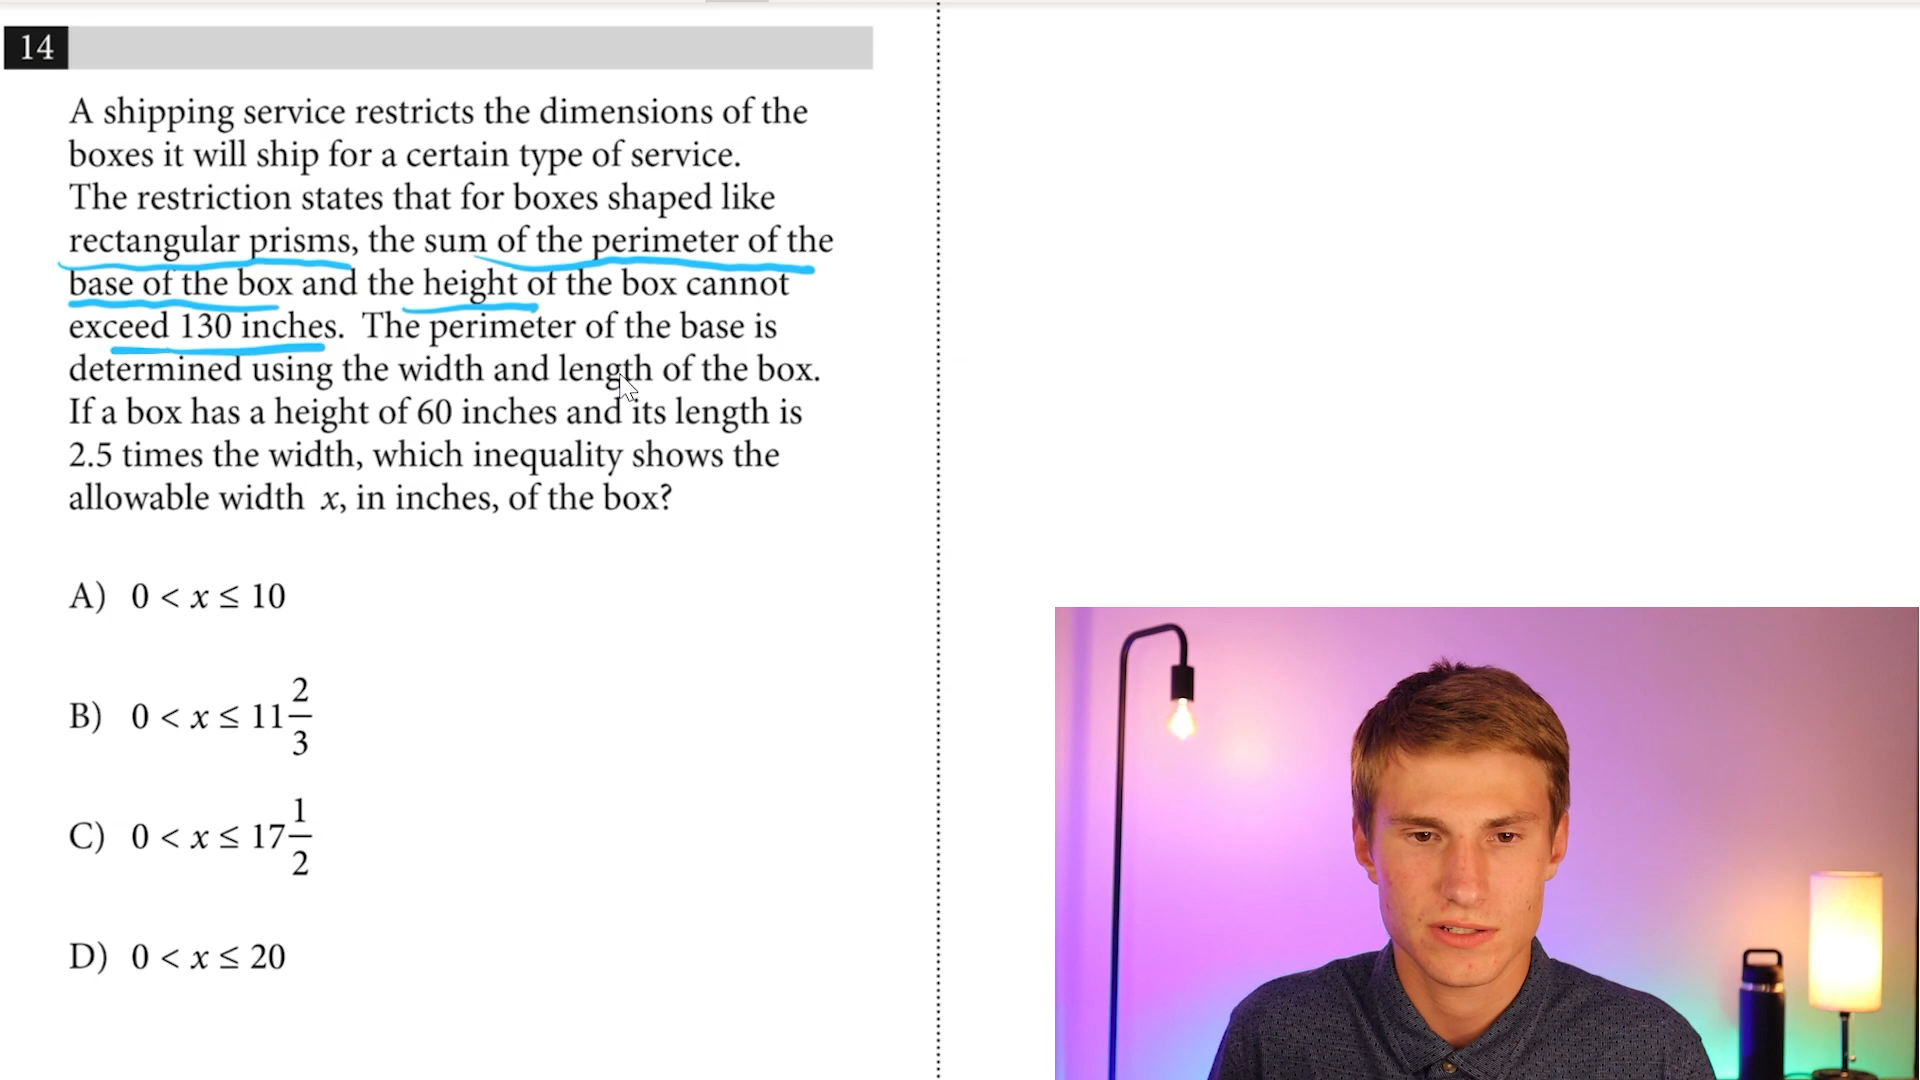 14
A shipping service restricts the dimensions of the
boxes it will ship for a certain type of service.
The restriction states that for boxes shaped like
rectangular prisms, the sum of the perimeter of the
base of the box and the height of the box cannot
exceed 130 inches. The perimeter of the base is
determined using the width and length of the box.
If a box has a height of 60 inches and its length is
2.5 times the width, which inequality shows the
allowable width x, in inches, of the box?
A) 0 < x ≤ 10
B) 0 < x ≤ 11 2/3
C) 0 < x ≤ 17 1/2
D) 0 < x ≤ 20